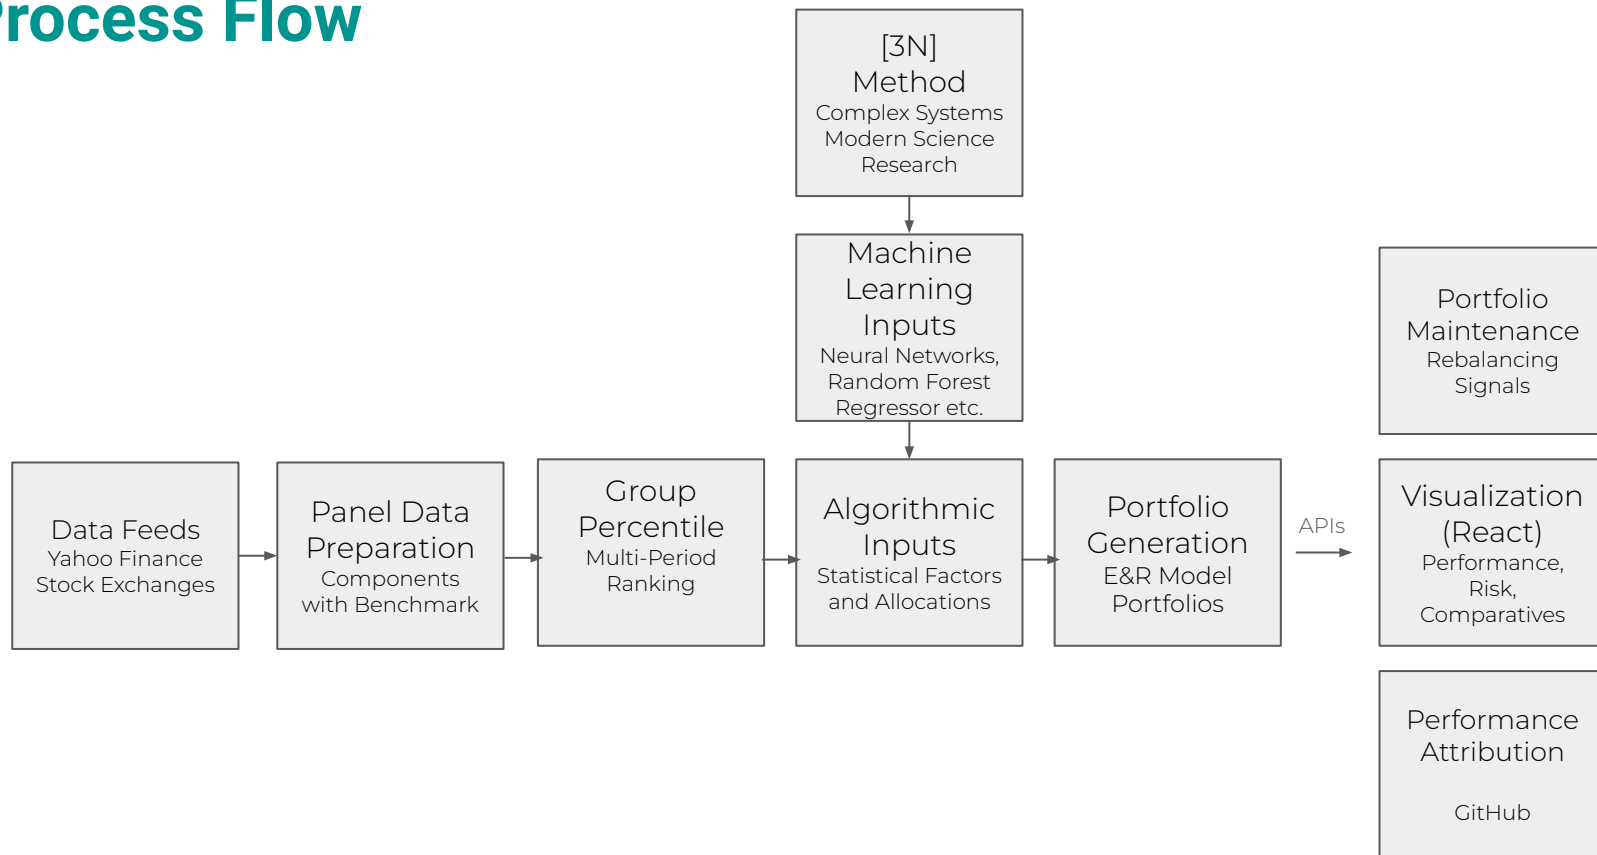 Process Flow
[3N]
Method
Complex Systems
Modern Science
Research
Machine
Learning
Inputs
Neural Networks,
Random Forest
Regressor etc.
Data Feeds
Yahoo Finance
Stock Exchanges
Panel Data
Preparation
Components
with Benchmark
Group
Percentile
Multi-Period
Ranking
Algorithmic
Inputs
Statistical Factors
and Allocations
Portfolio
Generation
E&R Model
Portfolios
APIs
Portfolio
Maintenance
Rebalancing
Signals
Visualization
(React)
Performance,
Risk,
Comparatives
Performance
Attribution
GitHub